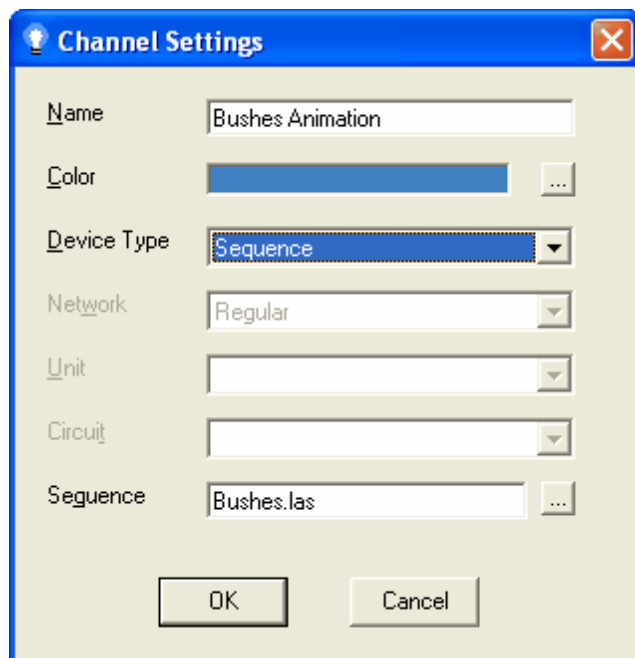 Channel Settings
Name
Bushes Animation
Color
...
Device Type
Sequence
Network
Regular
Unit
Circuit
Sequence
Bushes.las
...
OK
Cancel